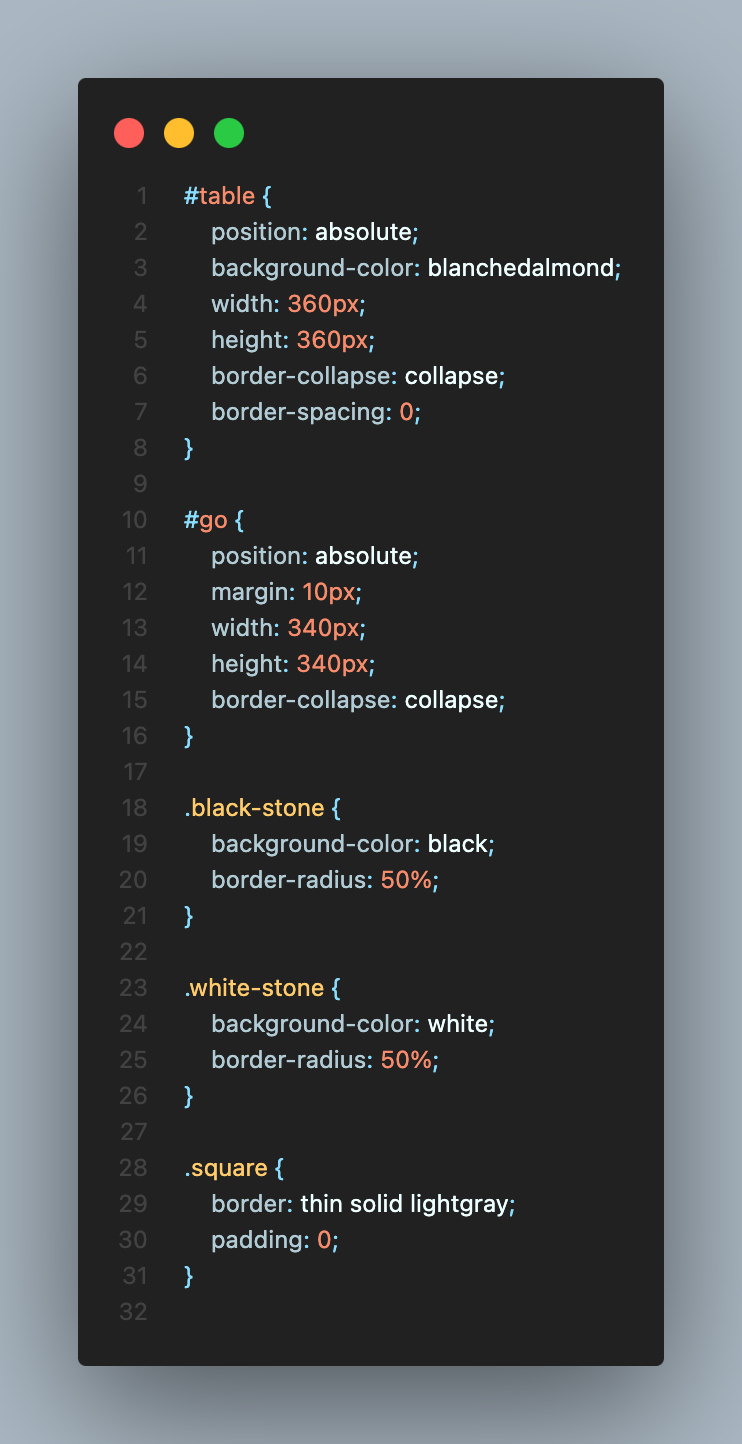 1 #table {
2     position: absolute;
3     background-color: blanchedalmond;
4     width: 360px;
5     height: 360px;
6     border-collapse: collapse;
7     border-spacing: 0;
8 }
9
10 #go {
11     position: absolute;
12     margin: 10px;
13     width: 340px;
14     height: 340px;
15     border-collapse: collapse;
16 }
17
18 .black-stone {
19     background-color: black;
20     border-radius: 50%;
21 }
22
23 .white-stone {
24     background-color: white;
25     border-radius: 50%;
26 }
27
28 .square {
29     border: thin solid lightgray;
30     padding: 0;
31 }
32